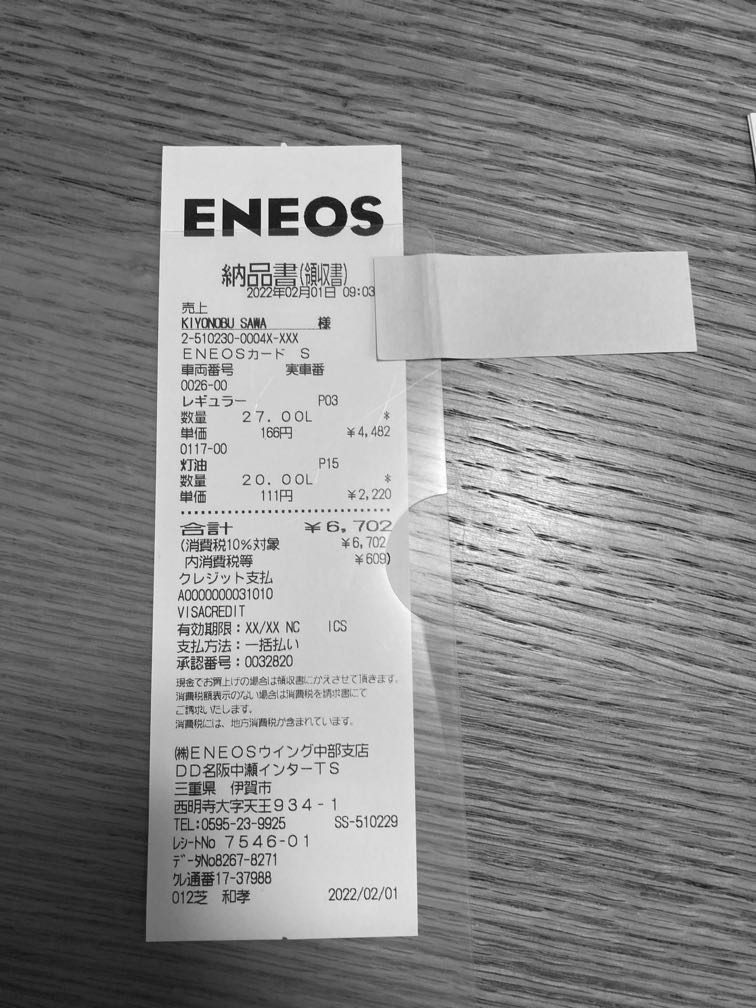 ENEOS
納品書(領収書)
2022年02月01日 09:03
売上
KIYONOBU SAWA 様
2-510230-0004X-XXX
ENEOSカード S
車両番号 実車番
0026-00
レギュラー P03
数量 27.00L *
単価 166円 ¥4,482
0117-00
灯油 P15
数量 20.00L *
単価 111円 ¥2,220
合計 ¥6,702
(消費税10%対象 ¥6,702
内消費税等 ¥609)
クレジット支払
A0000000031010
VISACREDIT
有効期限:XX/XX NC ICS
支払方法:一括払い
承認番号:0032820
現金でお買上げの場合は領収書にかえさせて頂きます。
消費税額表示のない場合は消費税を請求書にて
ご請求いたします。
消費税には、地方消費税が含まれています。
㈱ENEOSウイング中部支店
DD名阪中瀬インターTS
三重県 伊賀市
西明寺大字天王934-1
TEL:0595-23-9925 SS-510229
レシートNo 7546-01
データNo8267-8271
クレ通番17-37988
012芝 和孝 2022/02/01